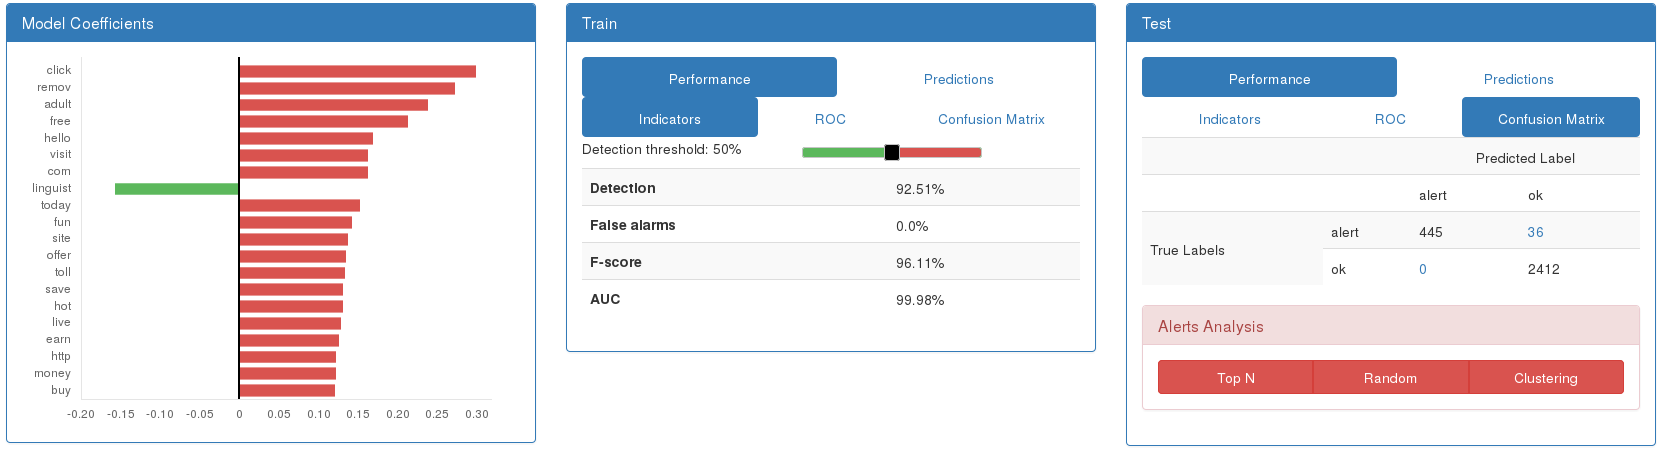 Model Coefficients
click
remov
adult
free
hello
visit
com
linguist
today
fun
site
offer
toll
save
hot
live
earn
http
money
buy
-0.20 -0.15 -0.10 -0.05 0 0.05 0.10 0.15 0.20 0.25 0.30
Train
Performance Predictions
Indicators ROC Confusion Matrix
Detection threshold: 50%
Detection 92.51%
False alarms 0.0%
F-score 96.11%
AUC 99.98%
Test
Performance Predictions
Indicators ROC Confusion Matrix
Predicted Label
alert ok
True Labels
alert 445 36
ok 0 2412
Alerts Analysis
Top N Random Clustering